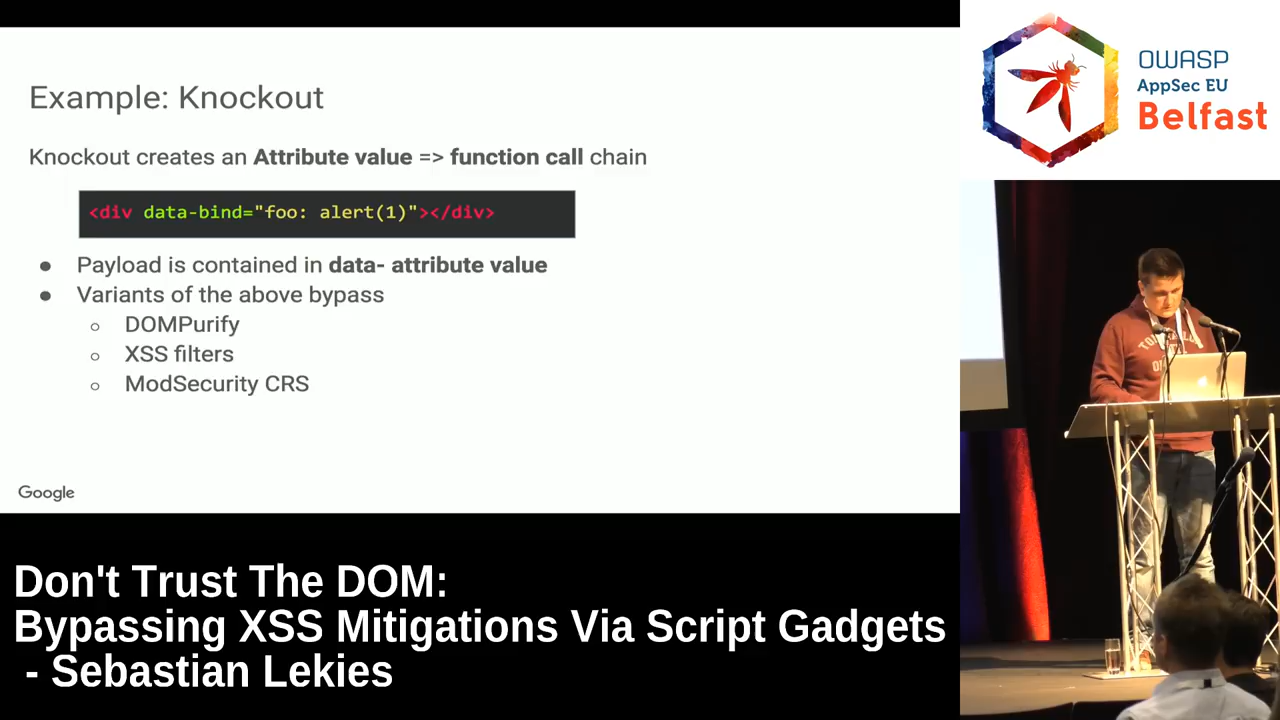 Example: Knockout
Knockout creates an Attribute value => function call chain
<div data-bind="foo: alert(1)"></div>
● Payload is contained in data- attribute value
● Variants of the above bypass
○ DOMPurify
○ XSS filters
○ ModSecurity CRS
Google
OWASP
AppSec EU
Belfast
Don't Trust The DOM:
Bypassing XSS Mitigations Via Script Gadgets
- Sebastian Lekies